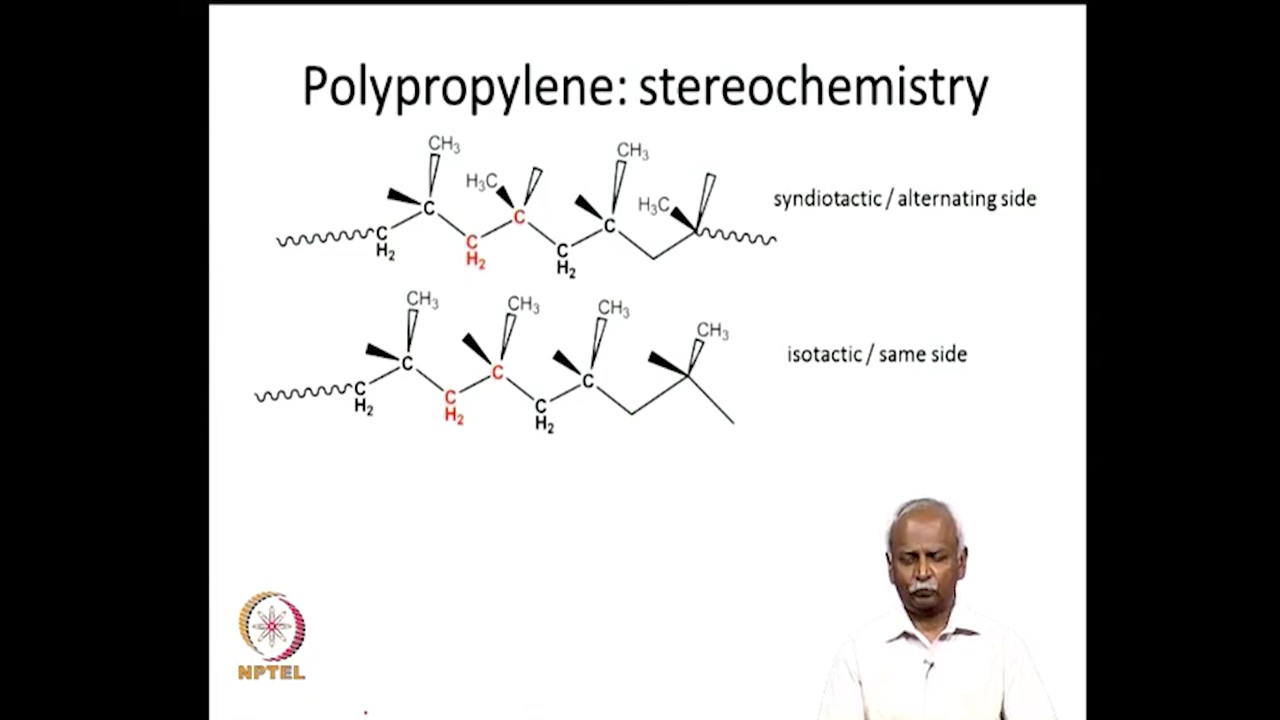 Polypropylene: stereochemistry
CH₃
CH₃
H₃C
H₃C
C
C
C
C
H₂
C
H₂
C
H₂
syndiotactic / alternating side
CH₃
CH₃
CH₃
CH₃
C
C
C
C
H₂
C
H₂
C
H₂
isotactic / same side
NPTEL